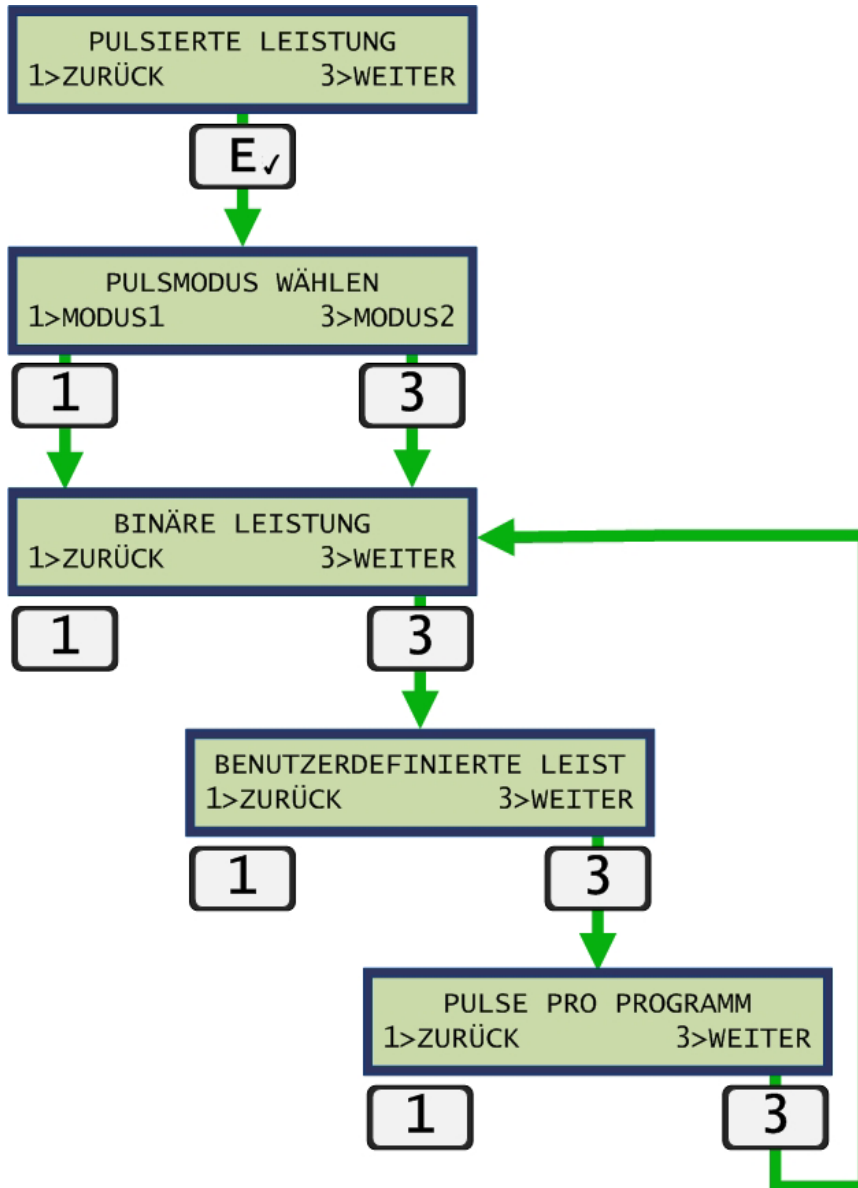 PULSIERTE LEISTUNG
1>ZURÜCK 3>WEITER
E✓
PULSMODUS WÄHLEN
1>MODUS1 3>MODUS2
1 3
BINÄRE LEISTUNG
1>ZURÜCK 3>WEITER
1 3
BENUTZERDEFINIERTE LEIST
1>ZURÜCK 3>WEITER
1 3
PULSE PRO PROGRAMM
1>ZURÜCK 3>WEITER
1 3